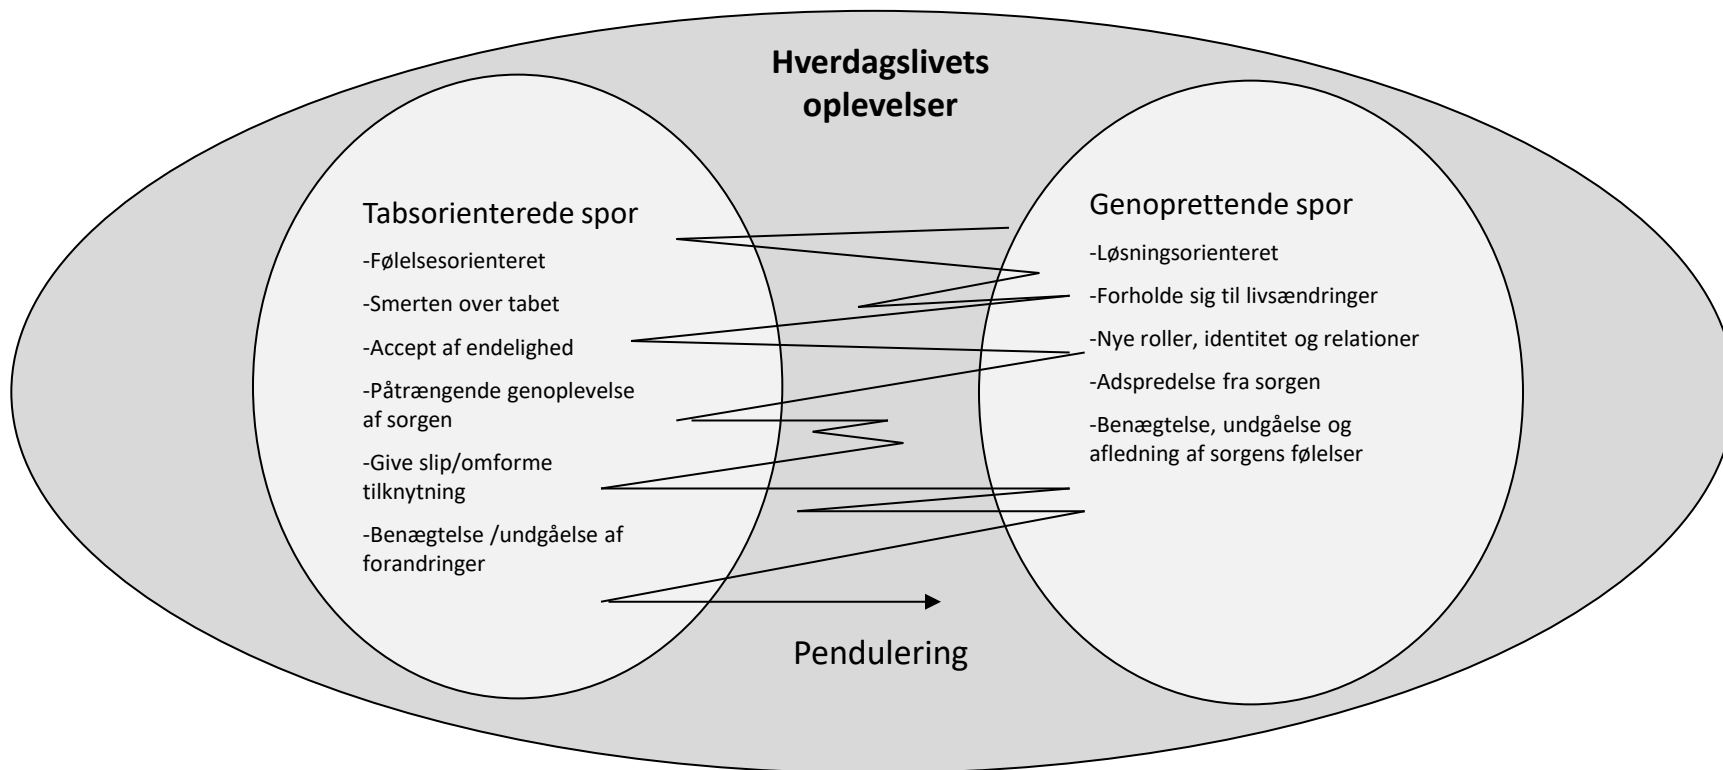 Hverdagslivets
oplevelser
Tabsorienterede spor
-Følelsesorienteret
-Smerten over tabet
-Accept af endelighed
-Påtrængende genoplevelse
af sorgen
-Give slip/omforme
tilknytning
-Benægtelse /undgåelse af
forandringer
Genoprettende spor
-Løsningsorienteret
-Forholde sig til livsændringer
-Nye roller, identitet og relationer
-Adspredelse fra sorgen
-Benægtelse, undgåelse og
afledning af sorgens følelser
Pendulering